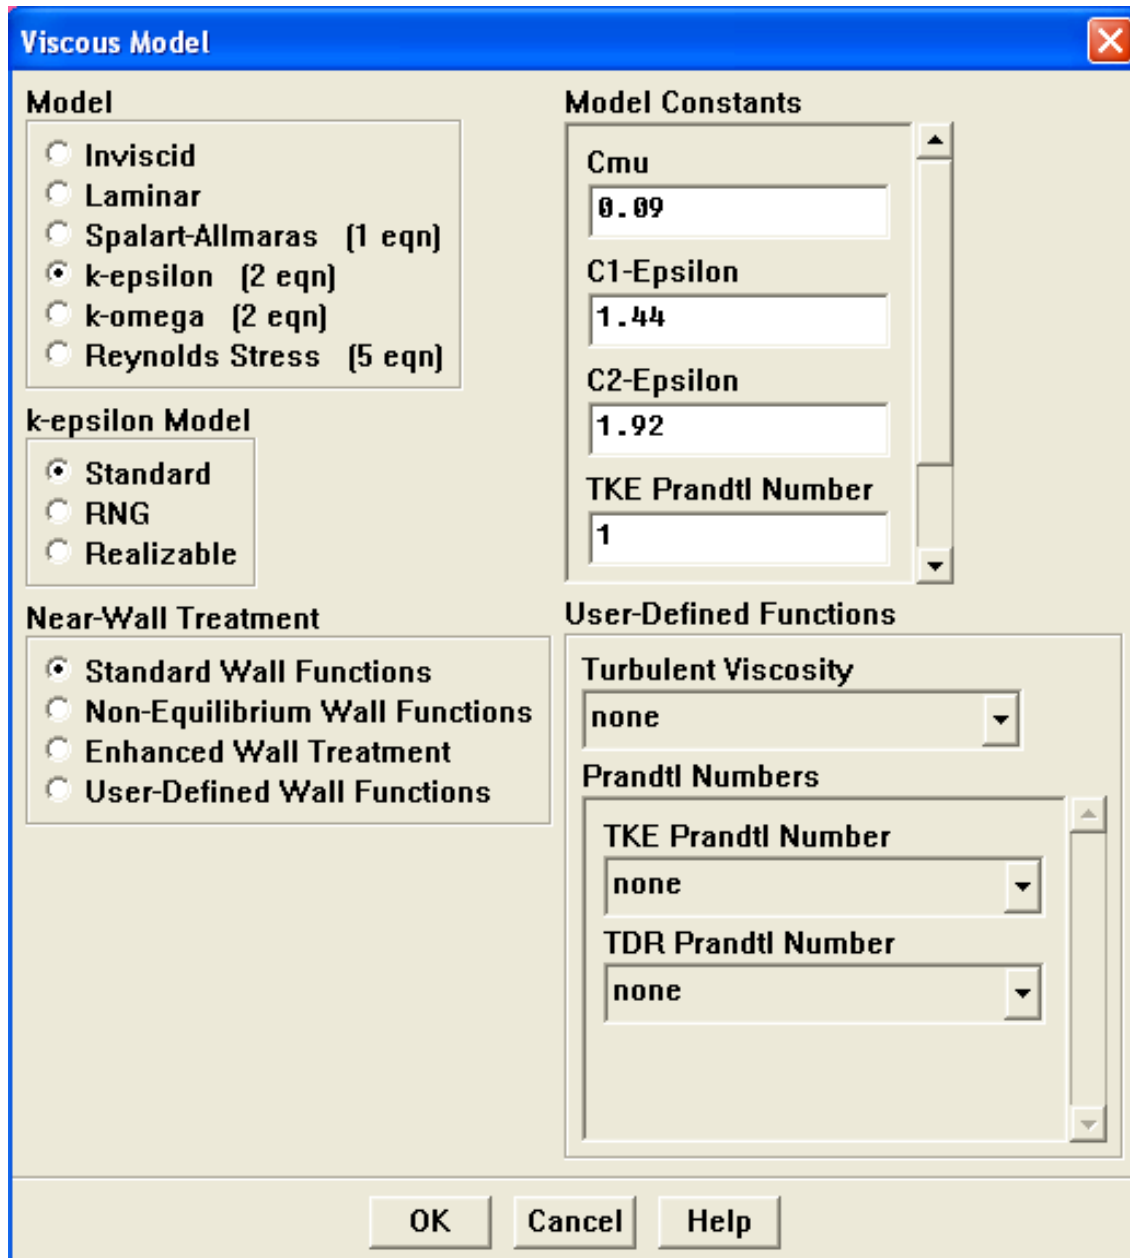 Viscous Model
Model
Inviscid
Laminar
Spalart-Allmaras (1 eqn)
k-epsilon (2 eqn)
k-omega (2 eqn)
Reynolds Stress (5 eqn)
k-epsilon Model
Standard
RNG
Realizable
Near-Wall Treatment
Standard Wall Functions
Non-Equilibrium Wall Functions
Enhanced Wall Treatment
User-Defined Wall Functions
Model Constants
Cmu
0.09
C1-Epsilon
1.44
C2-Epsilon
1.92
TKE Prandtl Number
1
User-Defined Functions
Turbulent Viscosity
none
Prandtl Numbers
TKE Prandtl Number
none
TDR Prandtl Number
none
OK Cancel Help